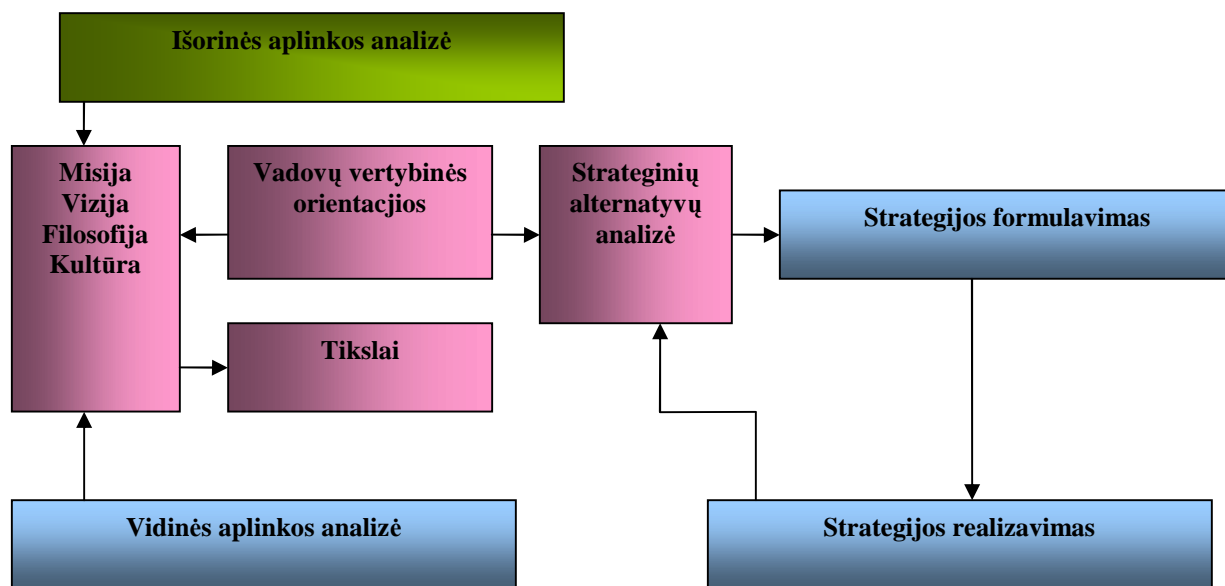 Išorinės aplinkos analizė
Misija
Vizija
Filosofija
Kultūra
Vadovų vertybinės
orientacjios
Strateginių
alternatyvų
analizė
Strategijos formulavimas
Tikslai
Vidinės aplinkos analizė
Strategijos realizavimas